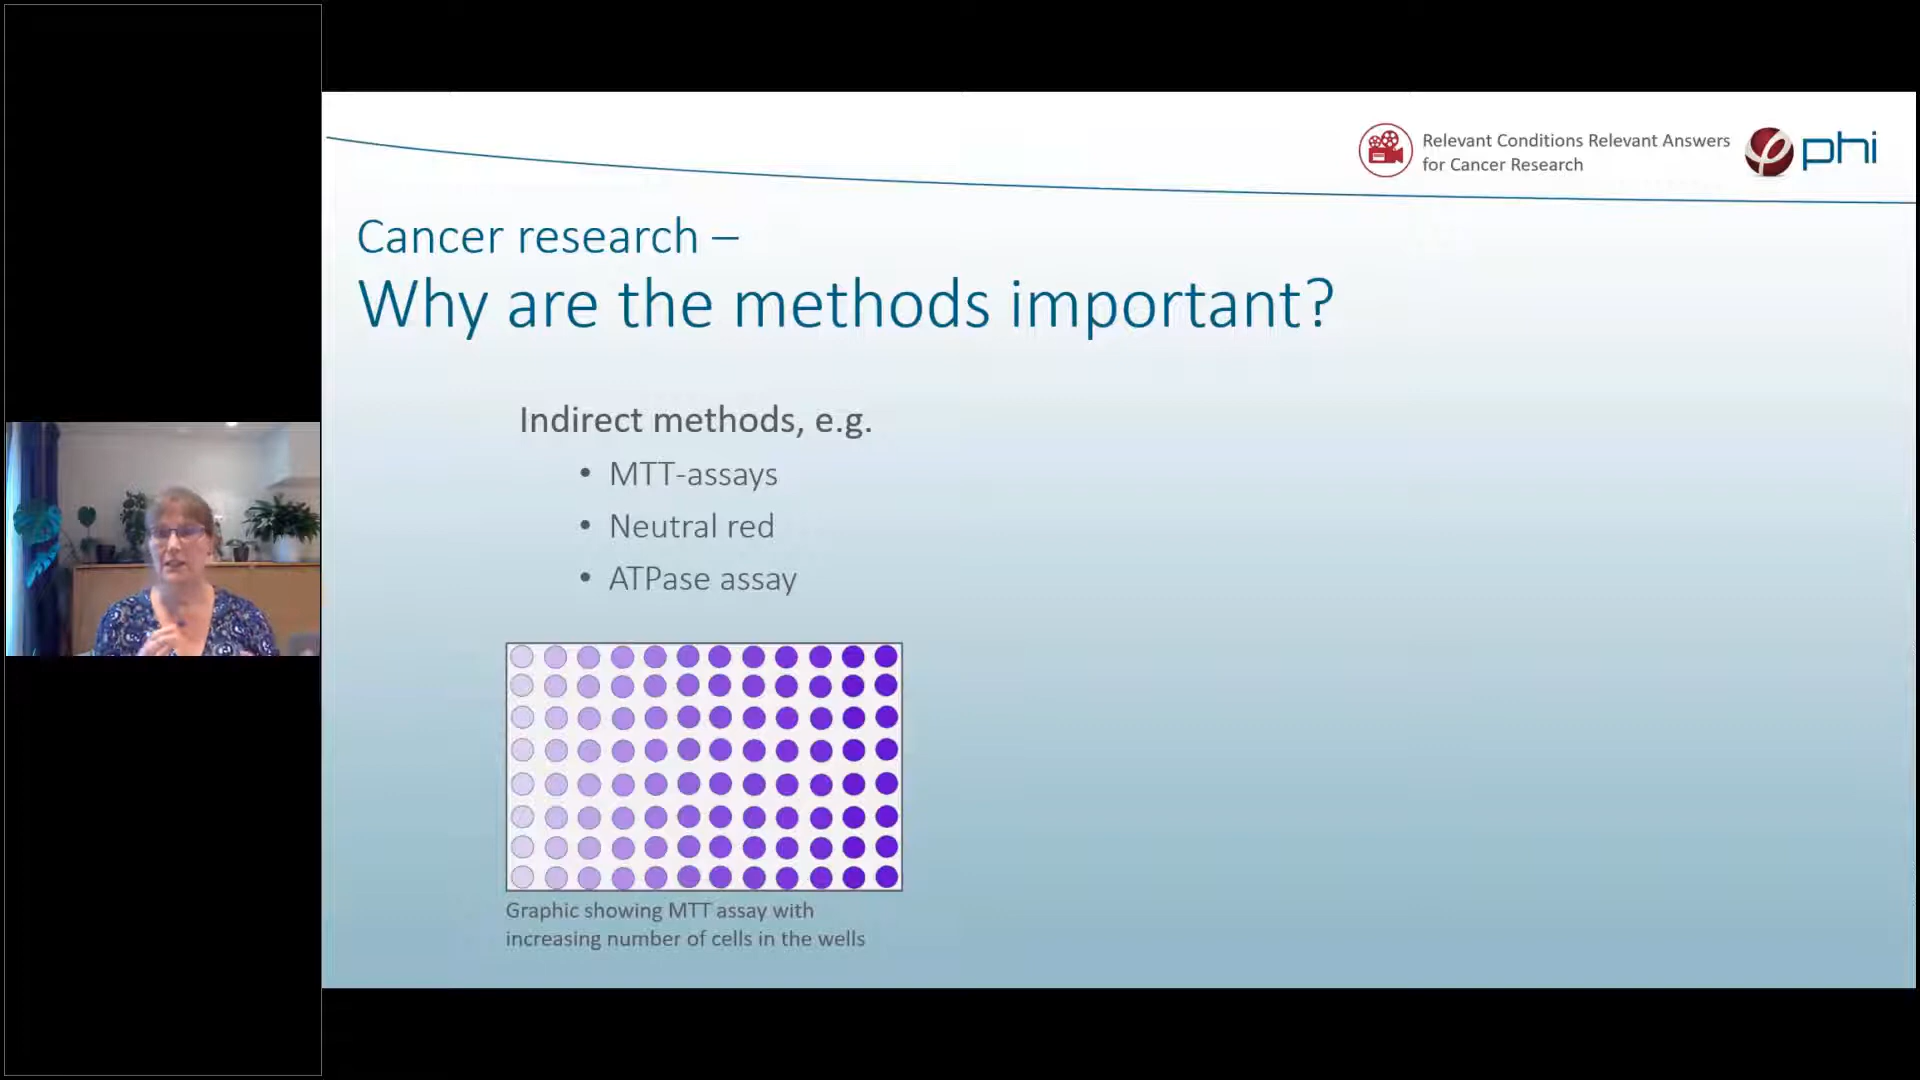 Relevant Conditions Relevant Answers
for Cancer Research
phi
Cancer research –
Why are the methods important?
Indirect methods, e.g.
• MTT-assays
• Neutral red
• ATPase assay
Graphic showing MTT assay with
increasing number of cells in the wells